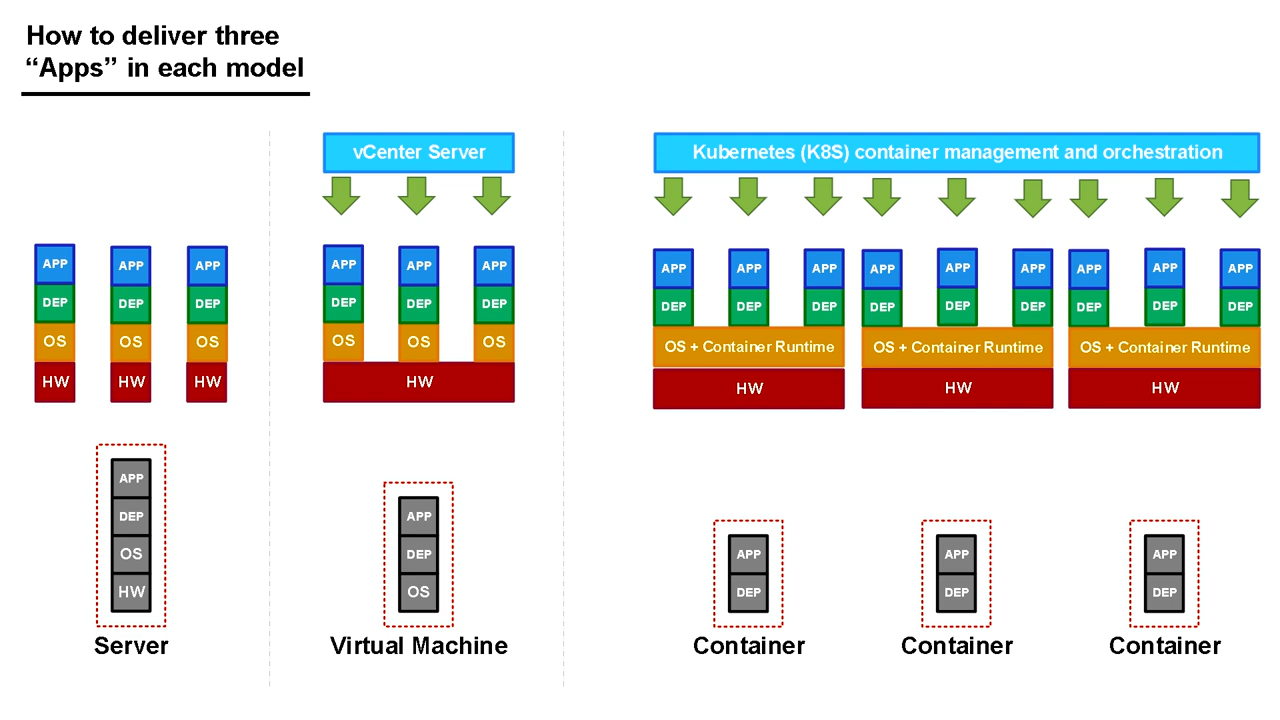 How to deliver three
“Apps” in each model
vCenter Server
Kubernetes (K8S) container management and orchestration
APP APP APP APP APP APP APP APP APP APP APP APP APP APP APP
DEP DEP DEP DEP DEP DEP DEP DEP DEP DEP DEP DEP DEP DEP DEP
OS OS OS OS OS OS OS + Container Runtime OS + Container Runtime OS + Container Runtime
HW HW HW HW HW HW HW
APP
DEP
OS
HW
Server
APP
DEP
OS
Virtual Machine
APP
DEP
Container
APP
DEP
Container
APP
DEP
Container